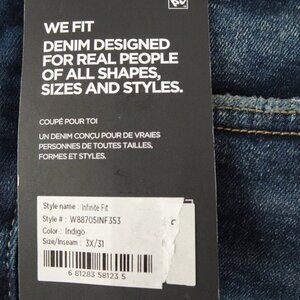 WE FIT
DENIM DESIGNED
FOR REAL PEOPLE
OF ALL SHAPES,
SIZES AND STYLES.
COUPÉ POUR TOI
UN DENIM CONÇU POUR DE VRAIES
PERSONNES DE TOUTES TAILLES,
FORMES ET STYLES.
Style name : Infinite Fit
Style # : W88705INF353
Color : Indigo
Size/Inseam : 3X/31
6 81283 58123 5